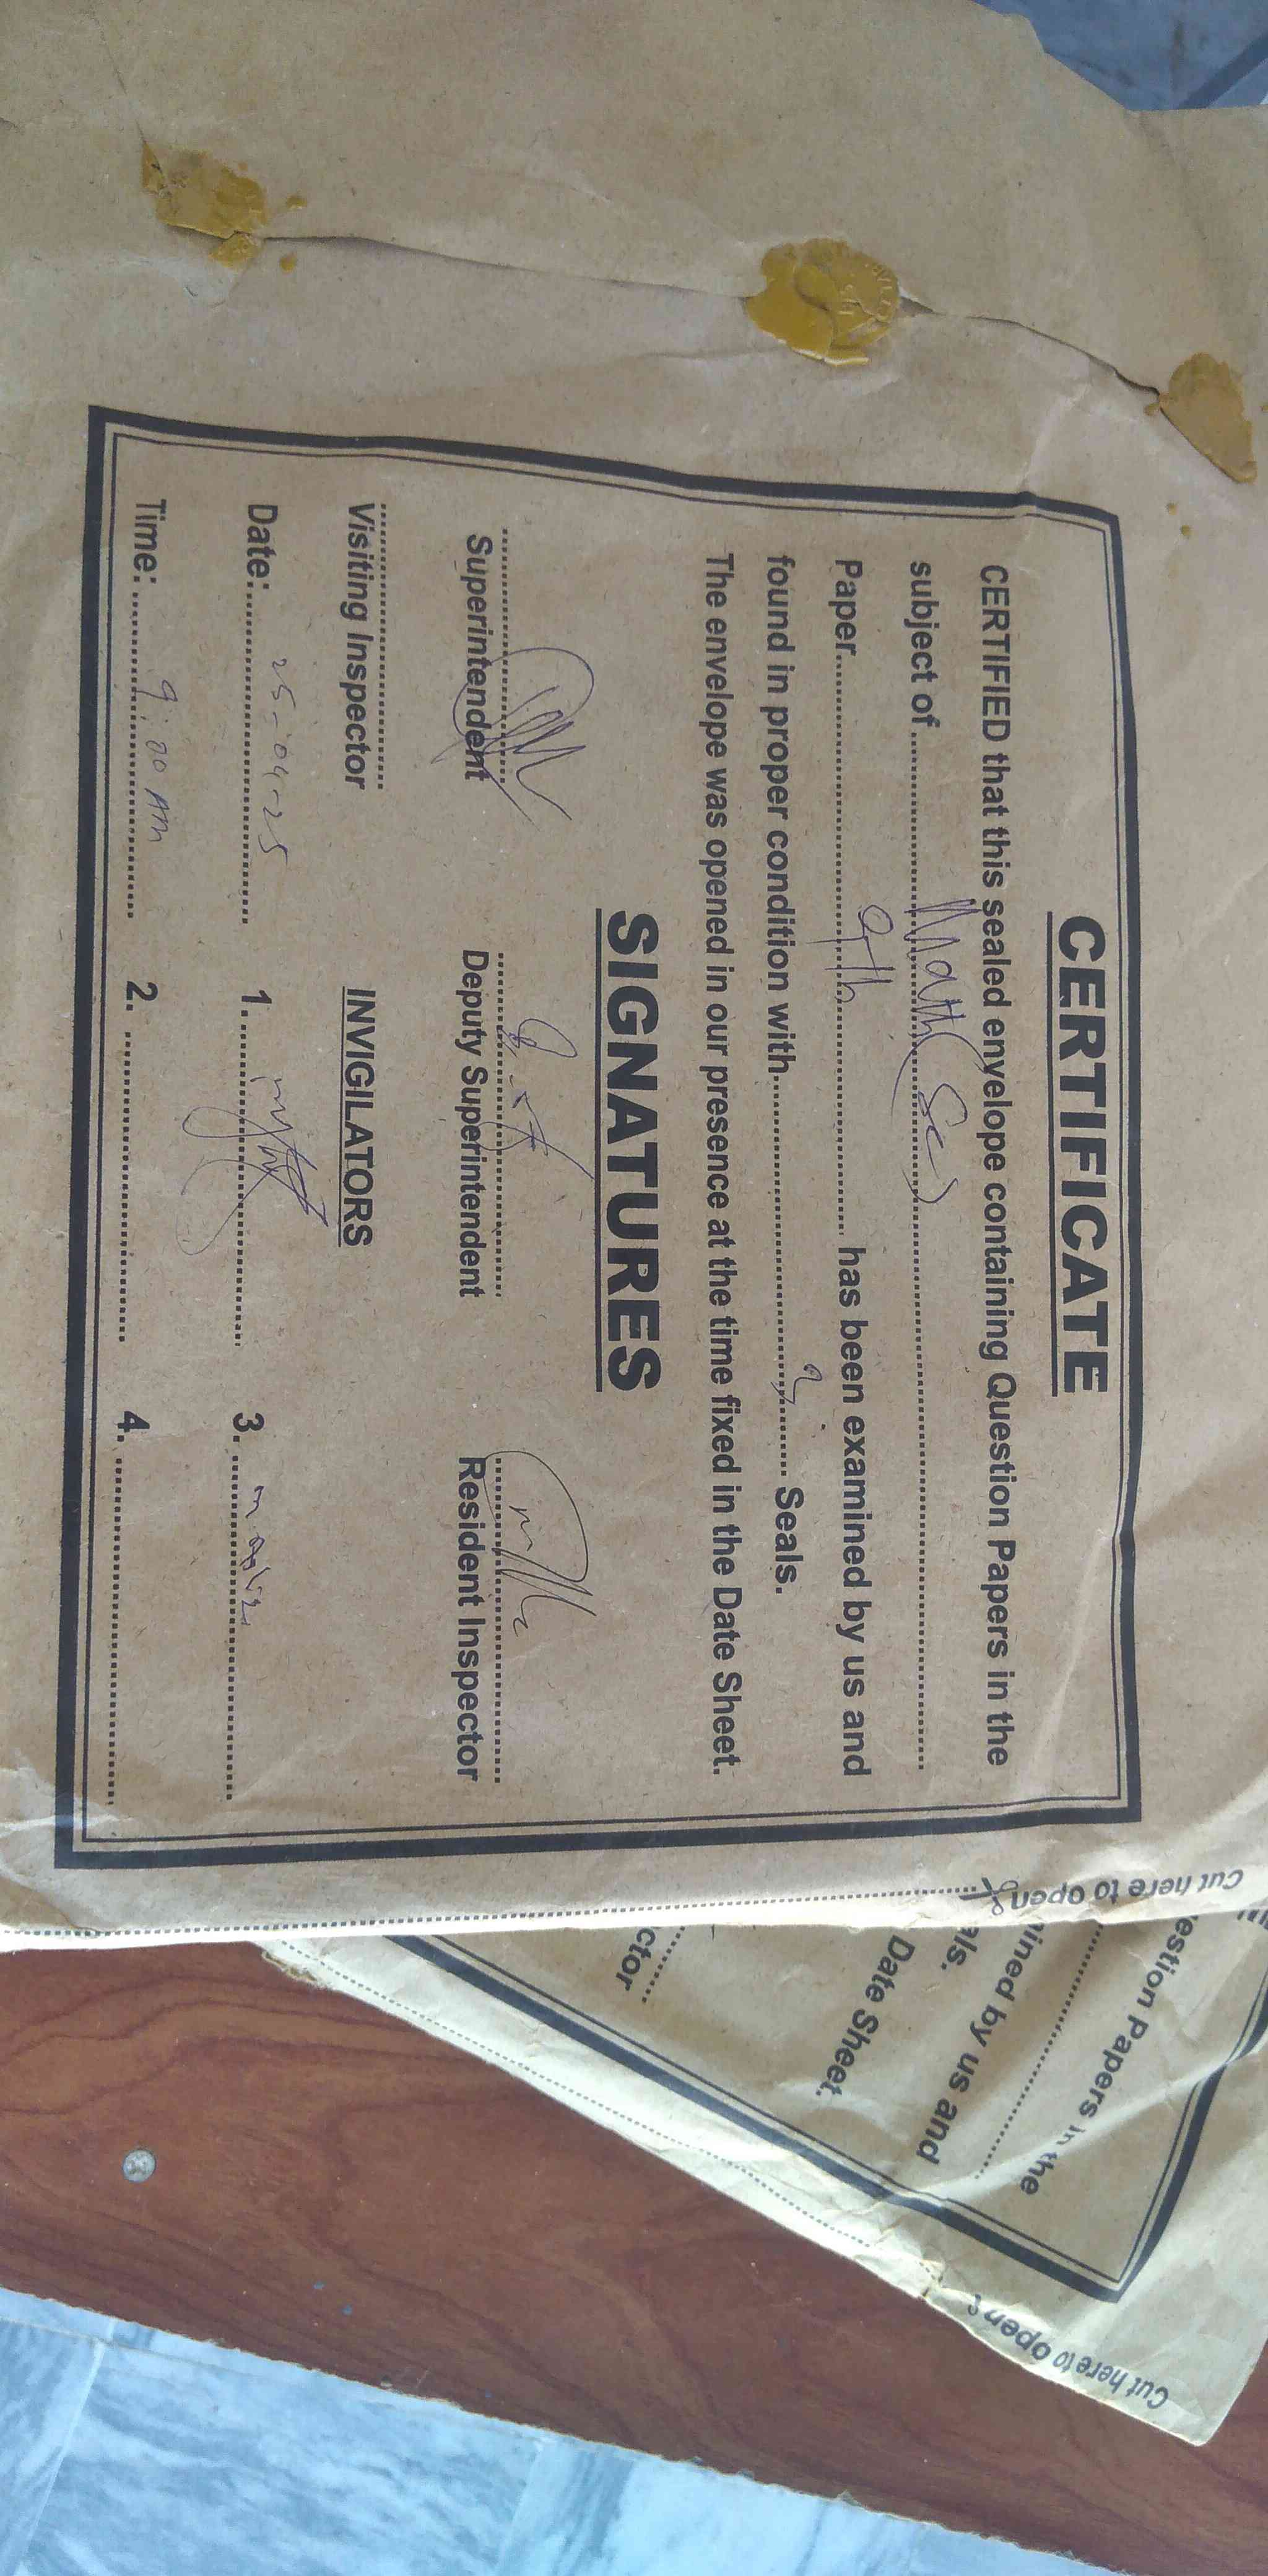 CERTIFICATE
CERTIFIED that this sealed envelope containing Question Papers in the
subject of ........ Math (Sc) ........
Paper ........ 9th ........ has been examined by us and
found in proper condition with ........ Seals.
The envelope was opened in our presence at the time fixed in the Date Sheet.
SIGNATURES
Superintendent Deputy Superintendent Resident Inspector
Visiting Inspector INVIGILATORS
Date: 25-04-25 1. ........ 3. ........
Time: 9:00 AM 2. ........ 4. ........
Cut here to open
estion Papers in the
ined by us and
als.
Date Sheet.
ctor
Cut here to open